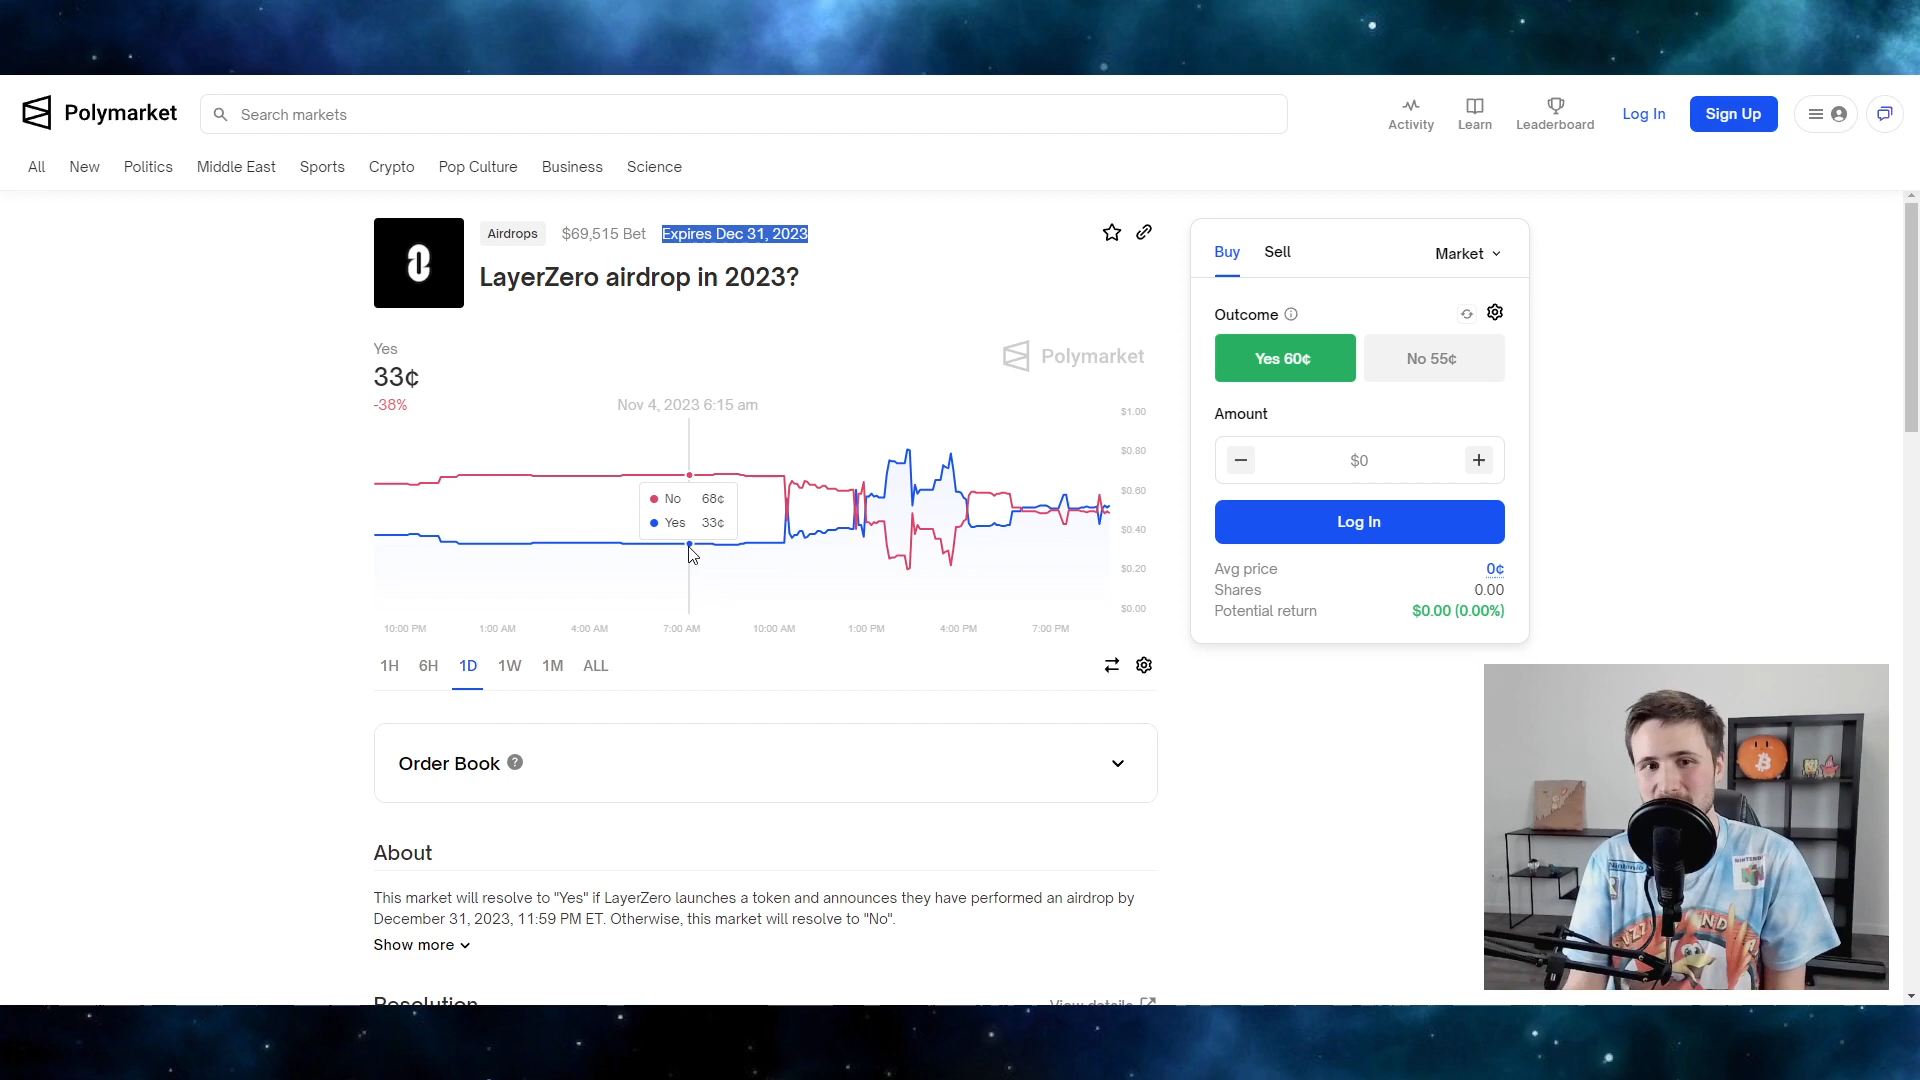 Polymarket
Search markets
Activity
Learn
Leaderboard
Log In
Sign Up
All New Politics Middle East Sports Crypto Pop Culture Business Science
Airdrops $69,515 Bet Expires Dec 31, 2023
LayerZero airdrop in 2023?
Yes
33¢
-38%
Polymarket
Nov 4, 2023 6:15 am
$1.00
$0.80
$0.60
$0.40
$0.20
$0.00
No 68¢
Yes 33¢
10:00 PM 1:00 AM 4:00 AM 7:00 AM 10:00 AM 1:00 PM 4:00 PM 7:00 PM
1H 6H 1D 1W 1M ALL
Order Book ?
About
This market will resolve to "Yes" if LayerZero launches a token and announces they have performed an airdrop by
December 31, 2023, 11:59 PM ET. Otherwise, this market will resolve to "No".
Show more
Resolution
View details
Buy Sell Market
Outcome
Yes 60¢ No 55¢
Amount
$0
Log In
Avg price 0¢
Shares 0.00
Potential return $0.00 (0.00%)
Nintendo
NINTENDO